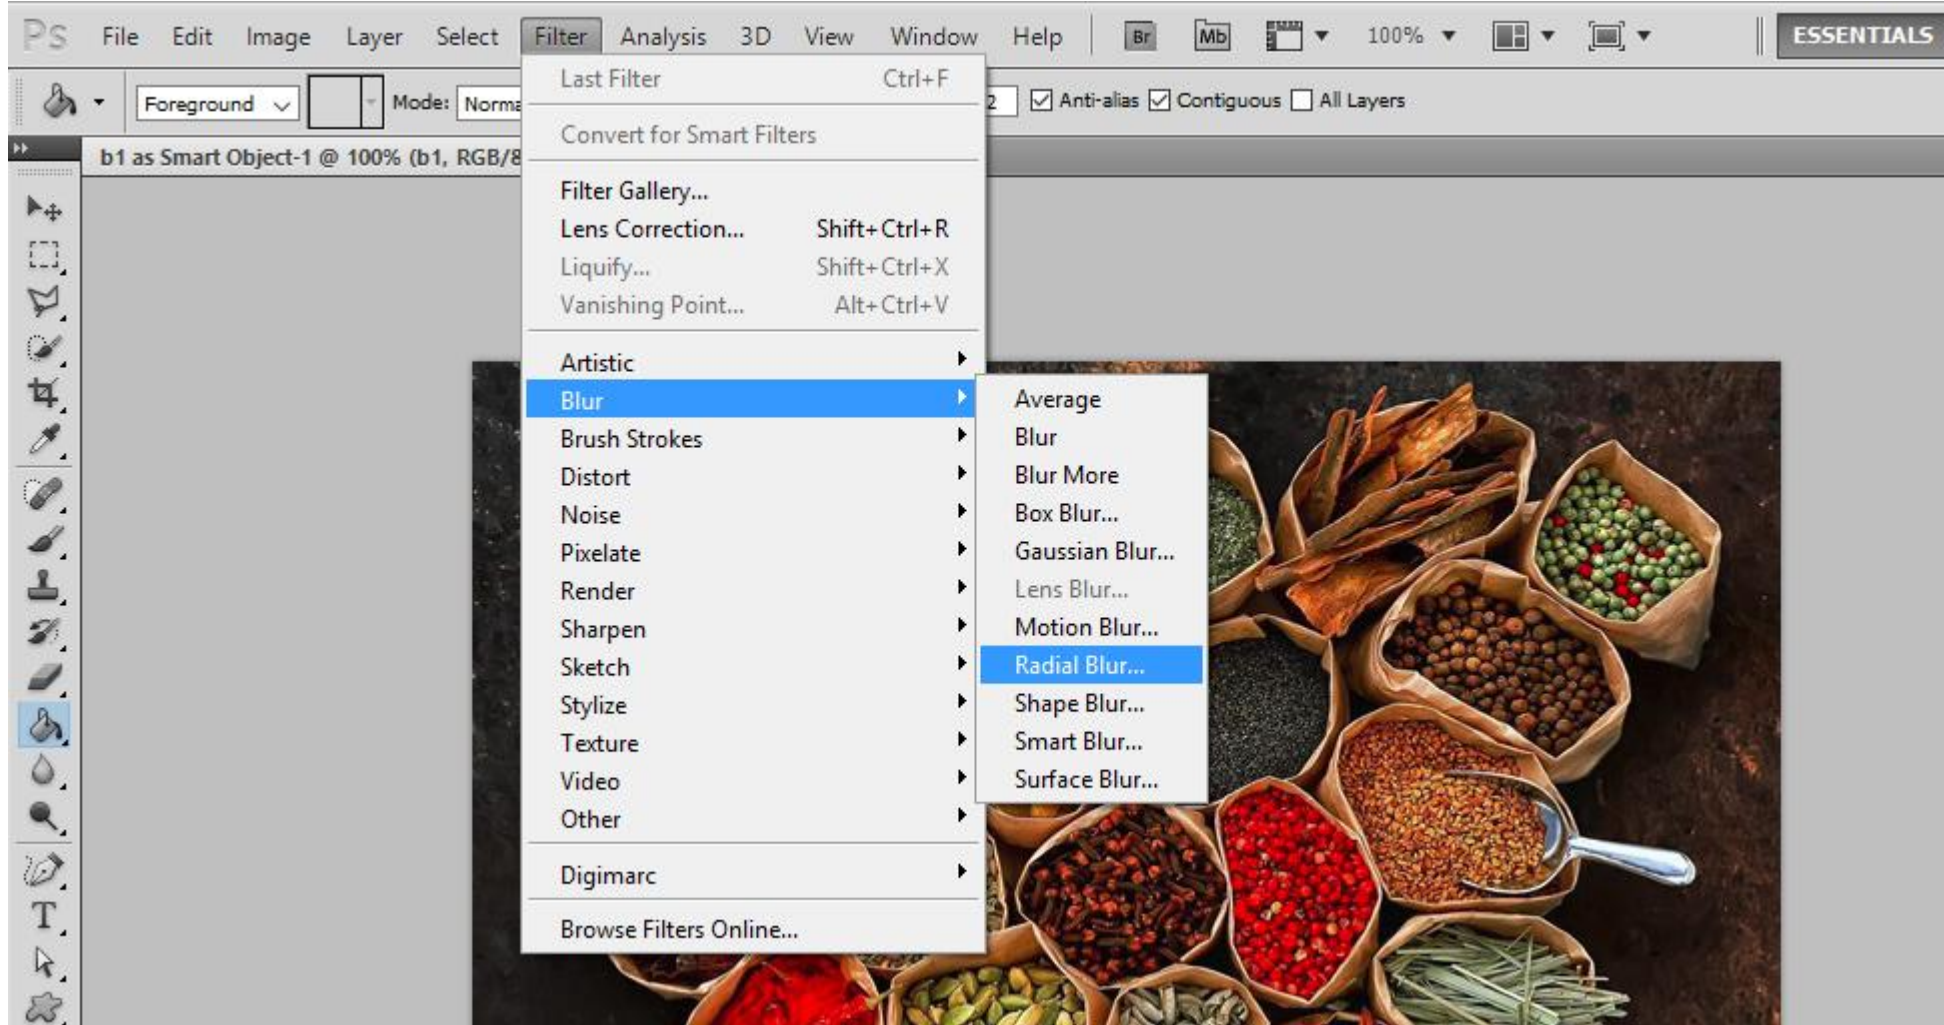 Ps File Edit Image Layer Select Filter Analysis 3D View Window Help Br Mb 100% ESSENTIALS
Foreground Mode: Norma 2 Anti-alias Contiguous All Layers
b1 as Smart Object-1 @ 100% (b1, RGB/8
Last Filter Ctrl+F
Convert for Smart Filters
Filter Gallery...
Lens Correction... Shift+Ctrl+R
Liquify... Shift+Ctrl+X
Vanishing Point... Alt+Ctrl+V
Artistic
Blur
Brush Strokes
Distort
Noise
Pixelate
Render
Sharpen
Sketch
Stylize
Texture
Video
Other
Digimarc
Browse Filters Online...
Average
Blur
Blur More
Box Blur...
Gaussian Blur...
Lens Blur...
Motion Blur...
Radial Blur...
Shape Blur...
Smart Blur...
Surface Blur...
T